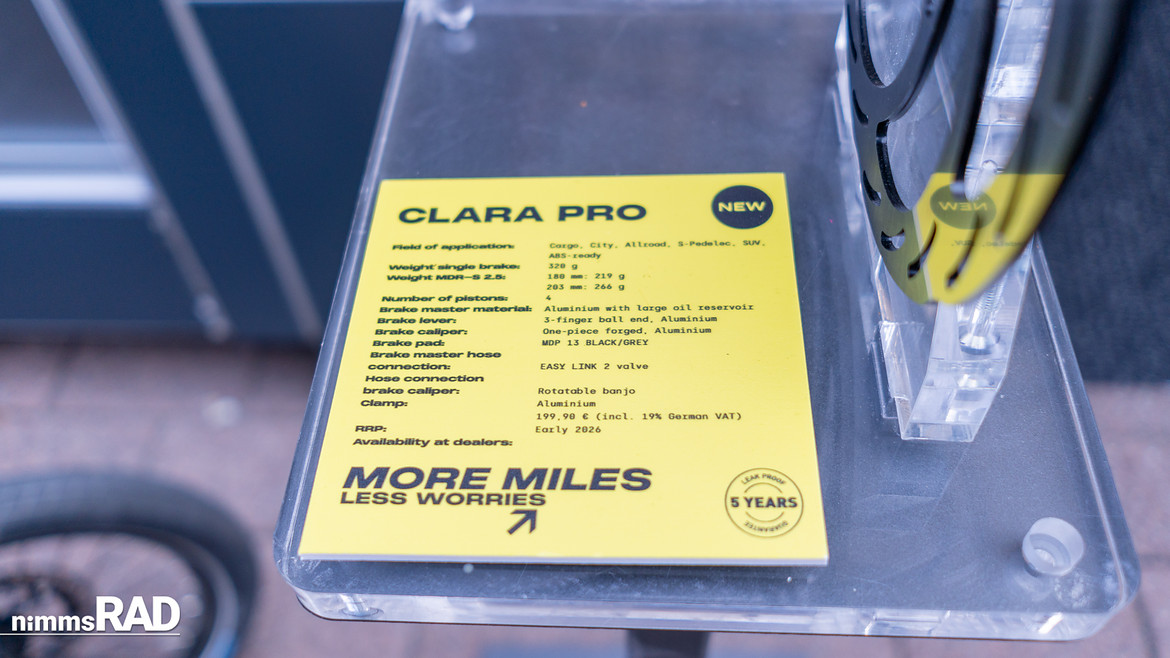 CLARA PRO
NEW
Field of application: Cargo, City, Allroad, S-Pedelec, SUV,
ABS-ready
Weight single brake: 320 g
Weight MDR-S 2.5: 180 mm: 219 g
203 mm: 266 g
Number of pistons: 4
Brake master material: Aluminium with large oil reservoir
Brake lever: 3-finger ball end, Aluminium
Brake caliper: One-piece forged, Aluminium
Brake pad: MDP 13 BLACK/GREY
Brake master hose
connection: EASY LINK 2 valve
Hose connection
brake caliper: Rotatable banjo
Clamp: Aluminium
199,90 € (incl. 19% German VAT)
RRP: Early 2026
Availability at dealers:
MORE MILES
LESS WORRIES
LEAK PROOF
5 YEARS
GUARANTEE
NEW
SUV,
nimmsRAD